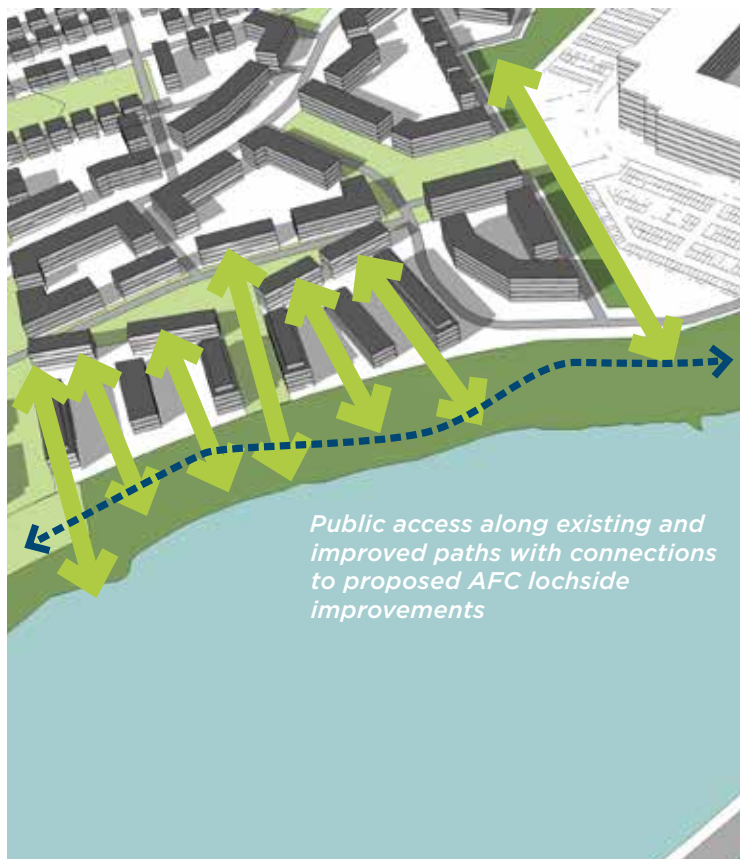 Public access along existing and
improved paths with connections
to proposed AFC lochside
improvements